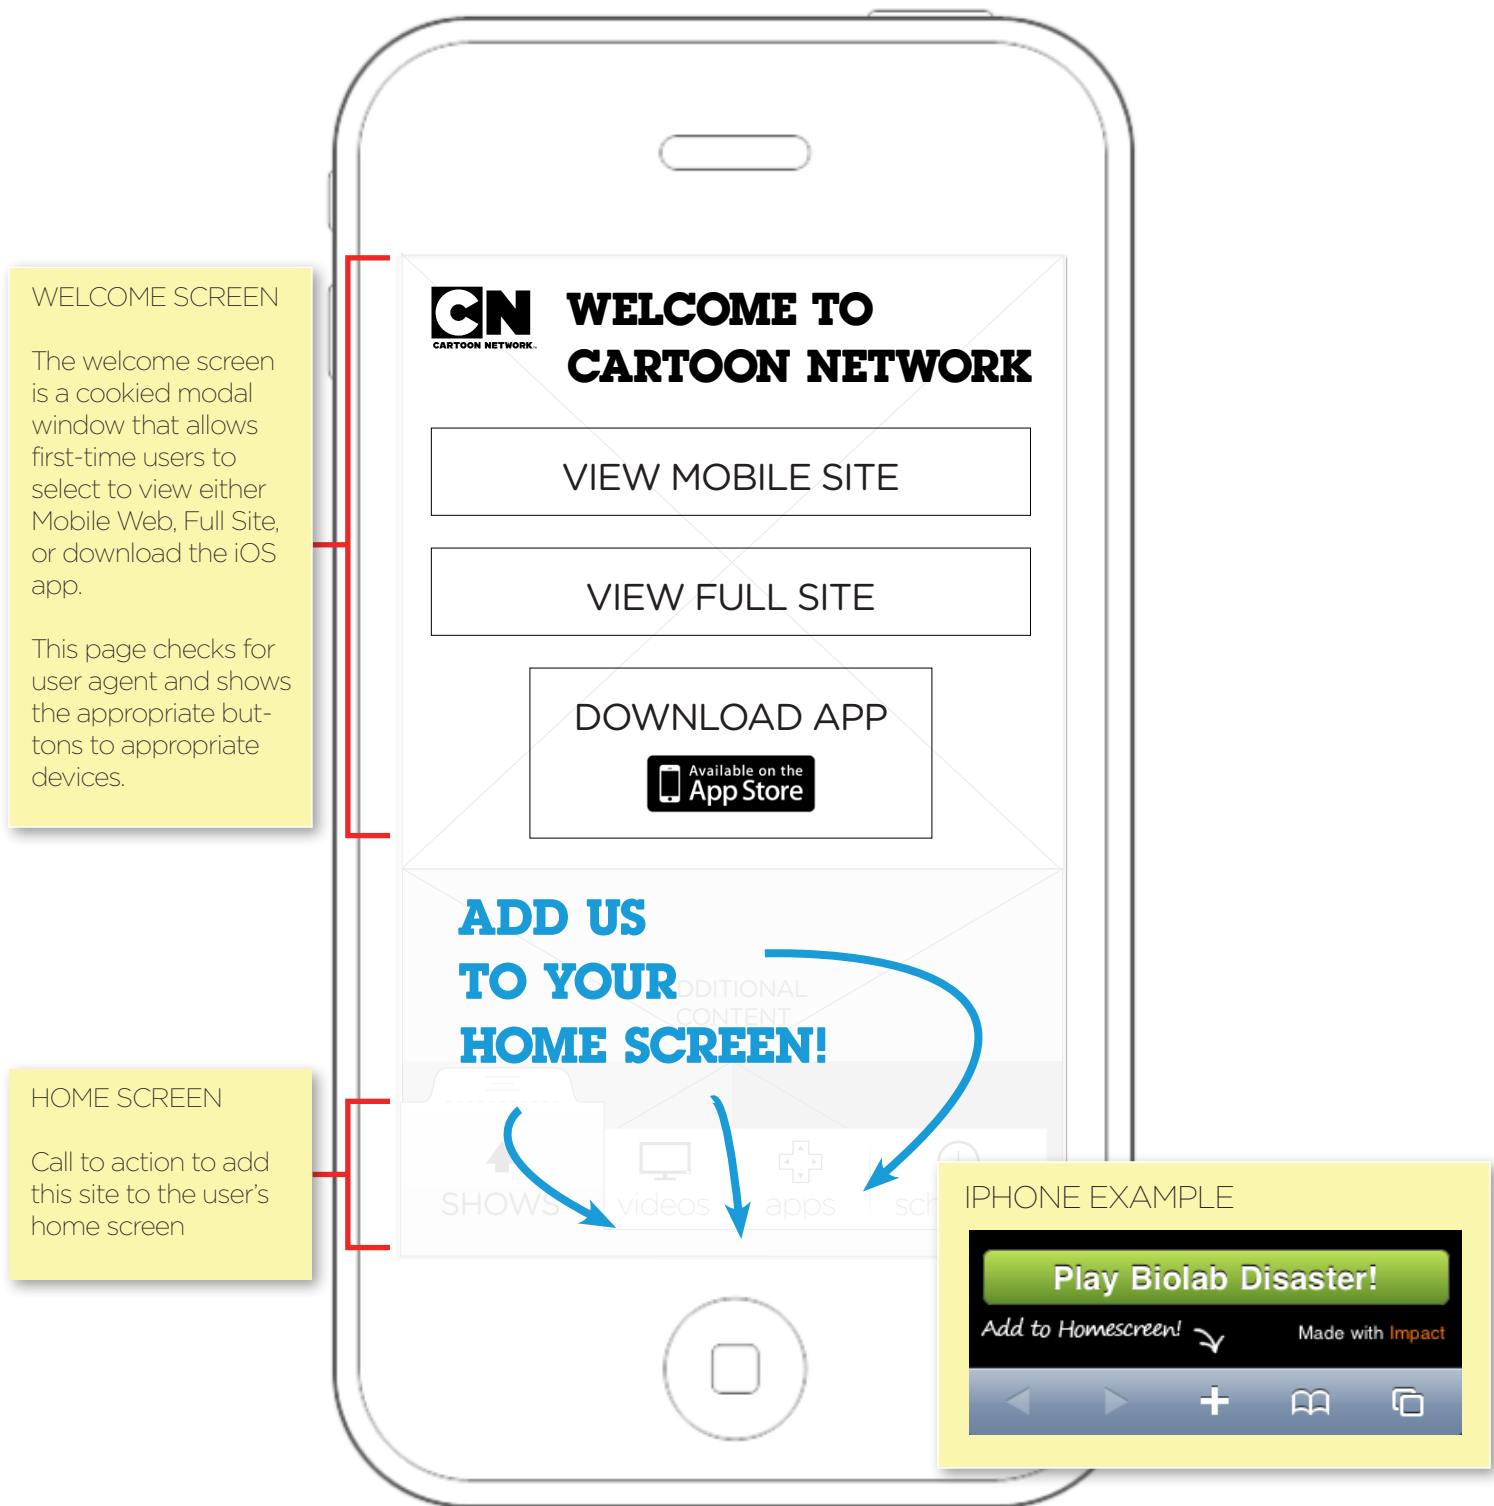 WELCOME SCREEN
The welcome screen
is a cookied modal
window that allows
first-time users to
select to view either
Mobile Web, Full Site,
or download the iOS
app.
This page checks for
user agent and shows
the appropriate but-
tons to appropriate
devices.
CN
CARTOON NETWORK™
WELCOME TO
CARTOON NETWORK
VIEW MOBILE SITE
VIEW FULL SITE
DOWNLOAD APP
Available on the
App Store
ADD US
TO YOUR
HOME SCREEN!
DDITIONAL
CONTENT
SHOWS
videos
apps
sch
HOME SCREEN
Call to action to add
this site to the user's
home screen
IPHONE EXAMPLE
Play Biolab Disaster!
Add to Homescreen!
Made with Impact